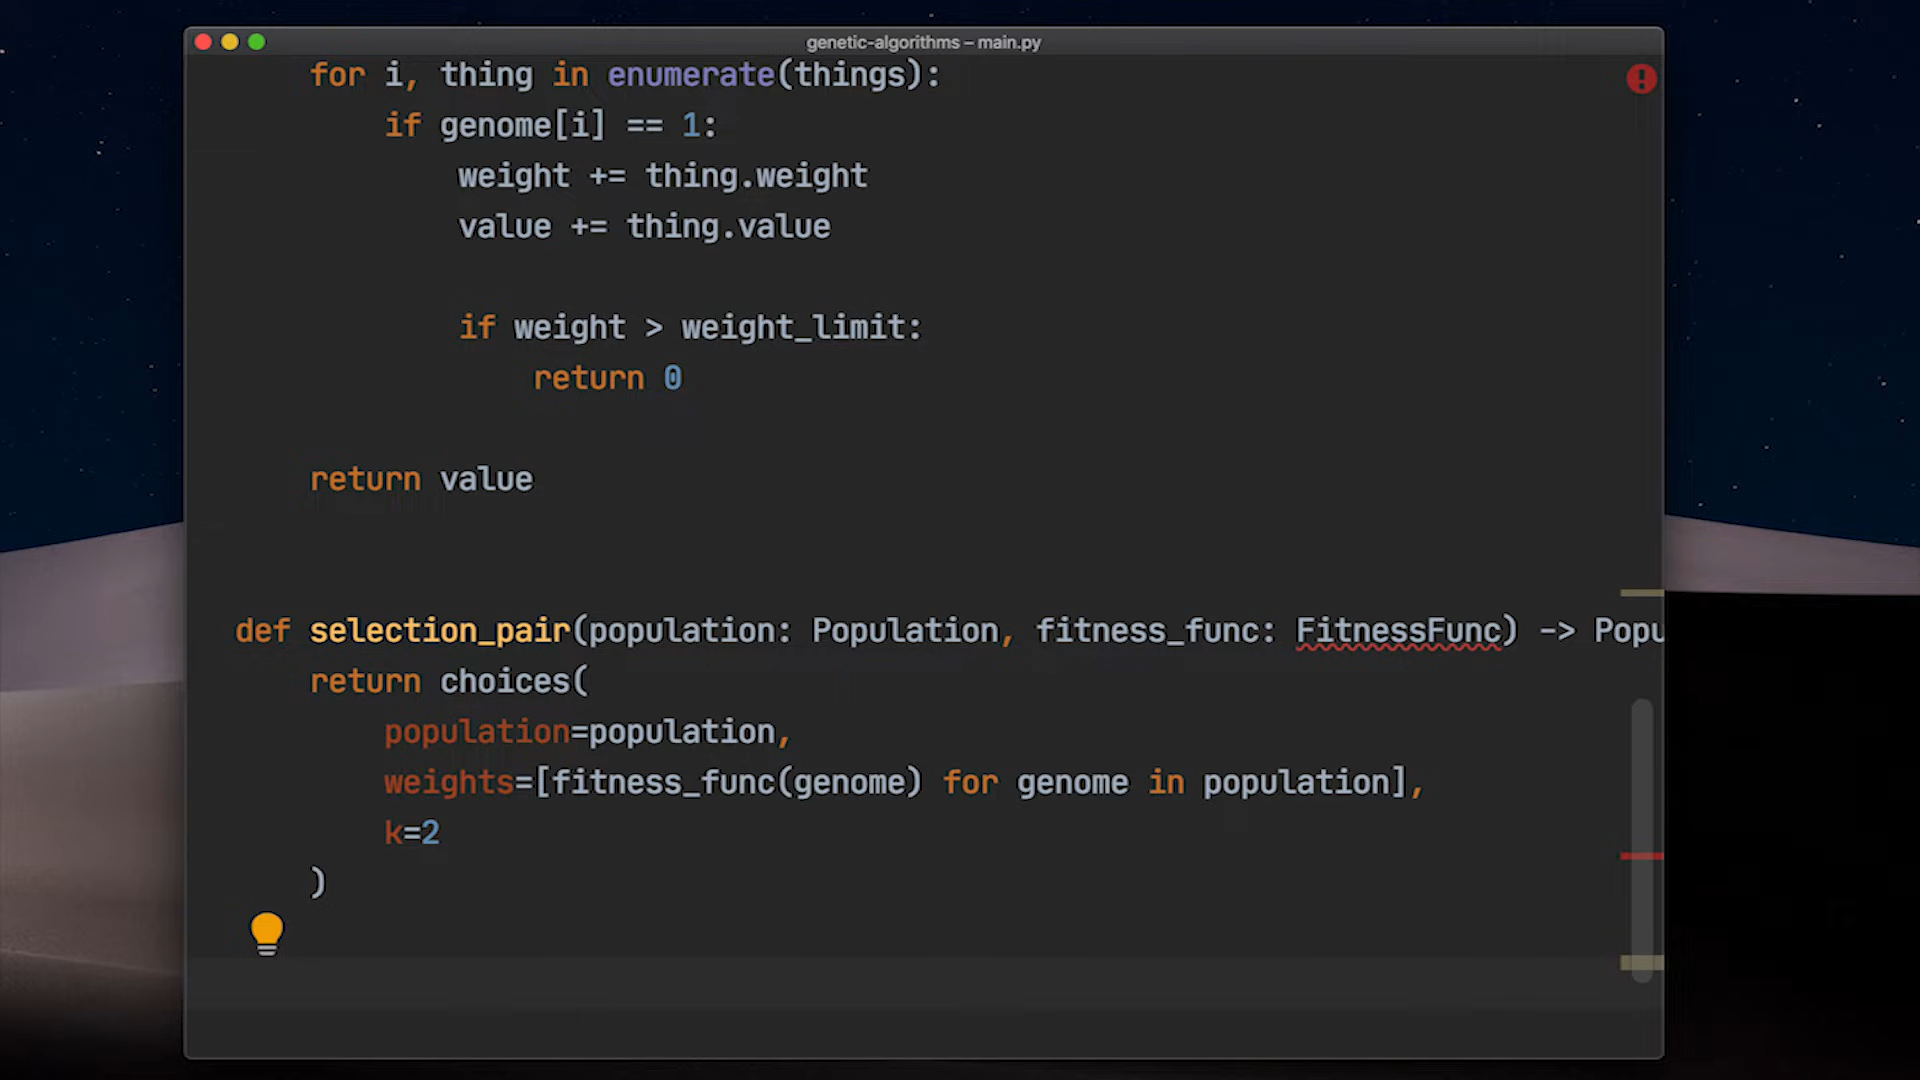 genetic-algorithms – main.py
for i, thing in enumerate(things):
if genome[i] == 1:
weight += thing.weight
value += thing.value
if weight > weight_limit:
return 0
return value
def selection_pair(population: Population, fitness_func: FitnessFunc) -> Popu
return choices(
population=population,
weights=[fitness_func(genome) for genome in population],
k=2
)